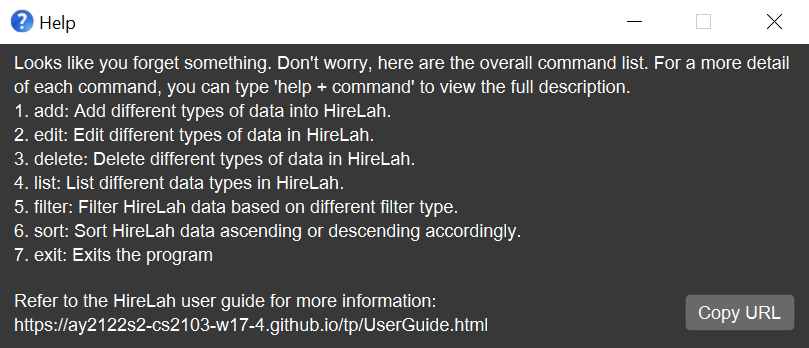 Help
Looks like you forget something. Don't worry, here are the overall command list. For a more detail
of each command, you can type 'help + command' to view the full description.
1. add: Add different types of data into HireLah.
2. edit: Edit different types of data in HireLah.
3. delete: Delete different types of data in HireLah.
4. list: List different data types in HireLah.
5. filter: Filter HireLah data based on different filter type.
6. sort: Sort HireLah data ascending or descending accordingly.
7. exit: Exits the program
Refer to the HireLah user guide for more information:
https://ay2122s2-cs2103-w17-4.github.io/tp/UserGuide.html
Copy URL